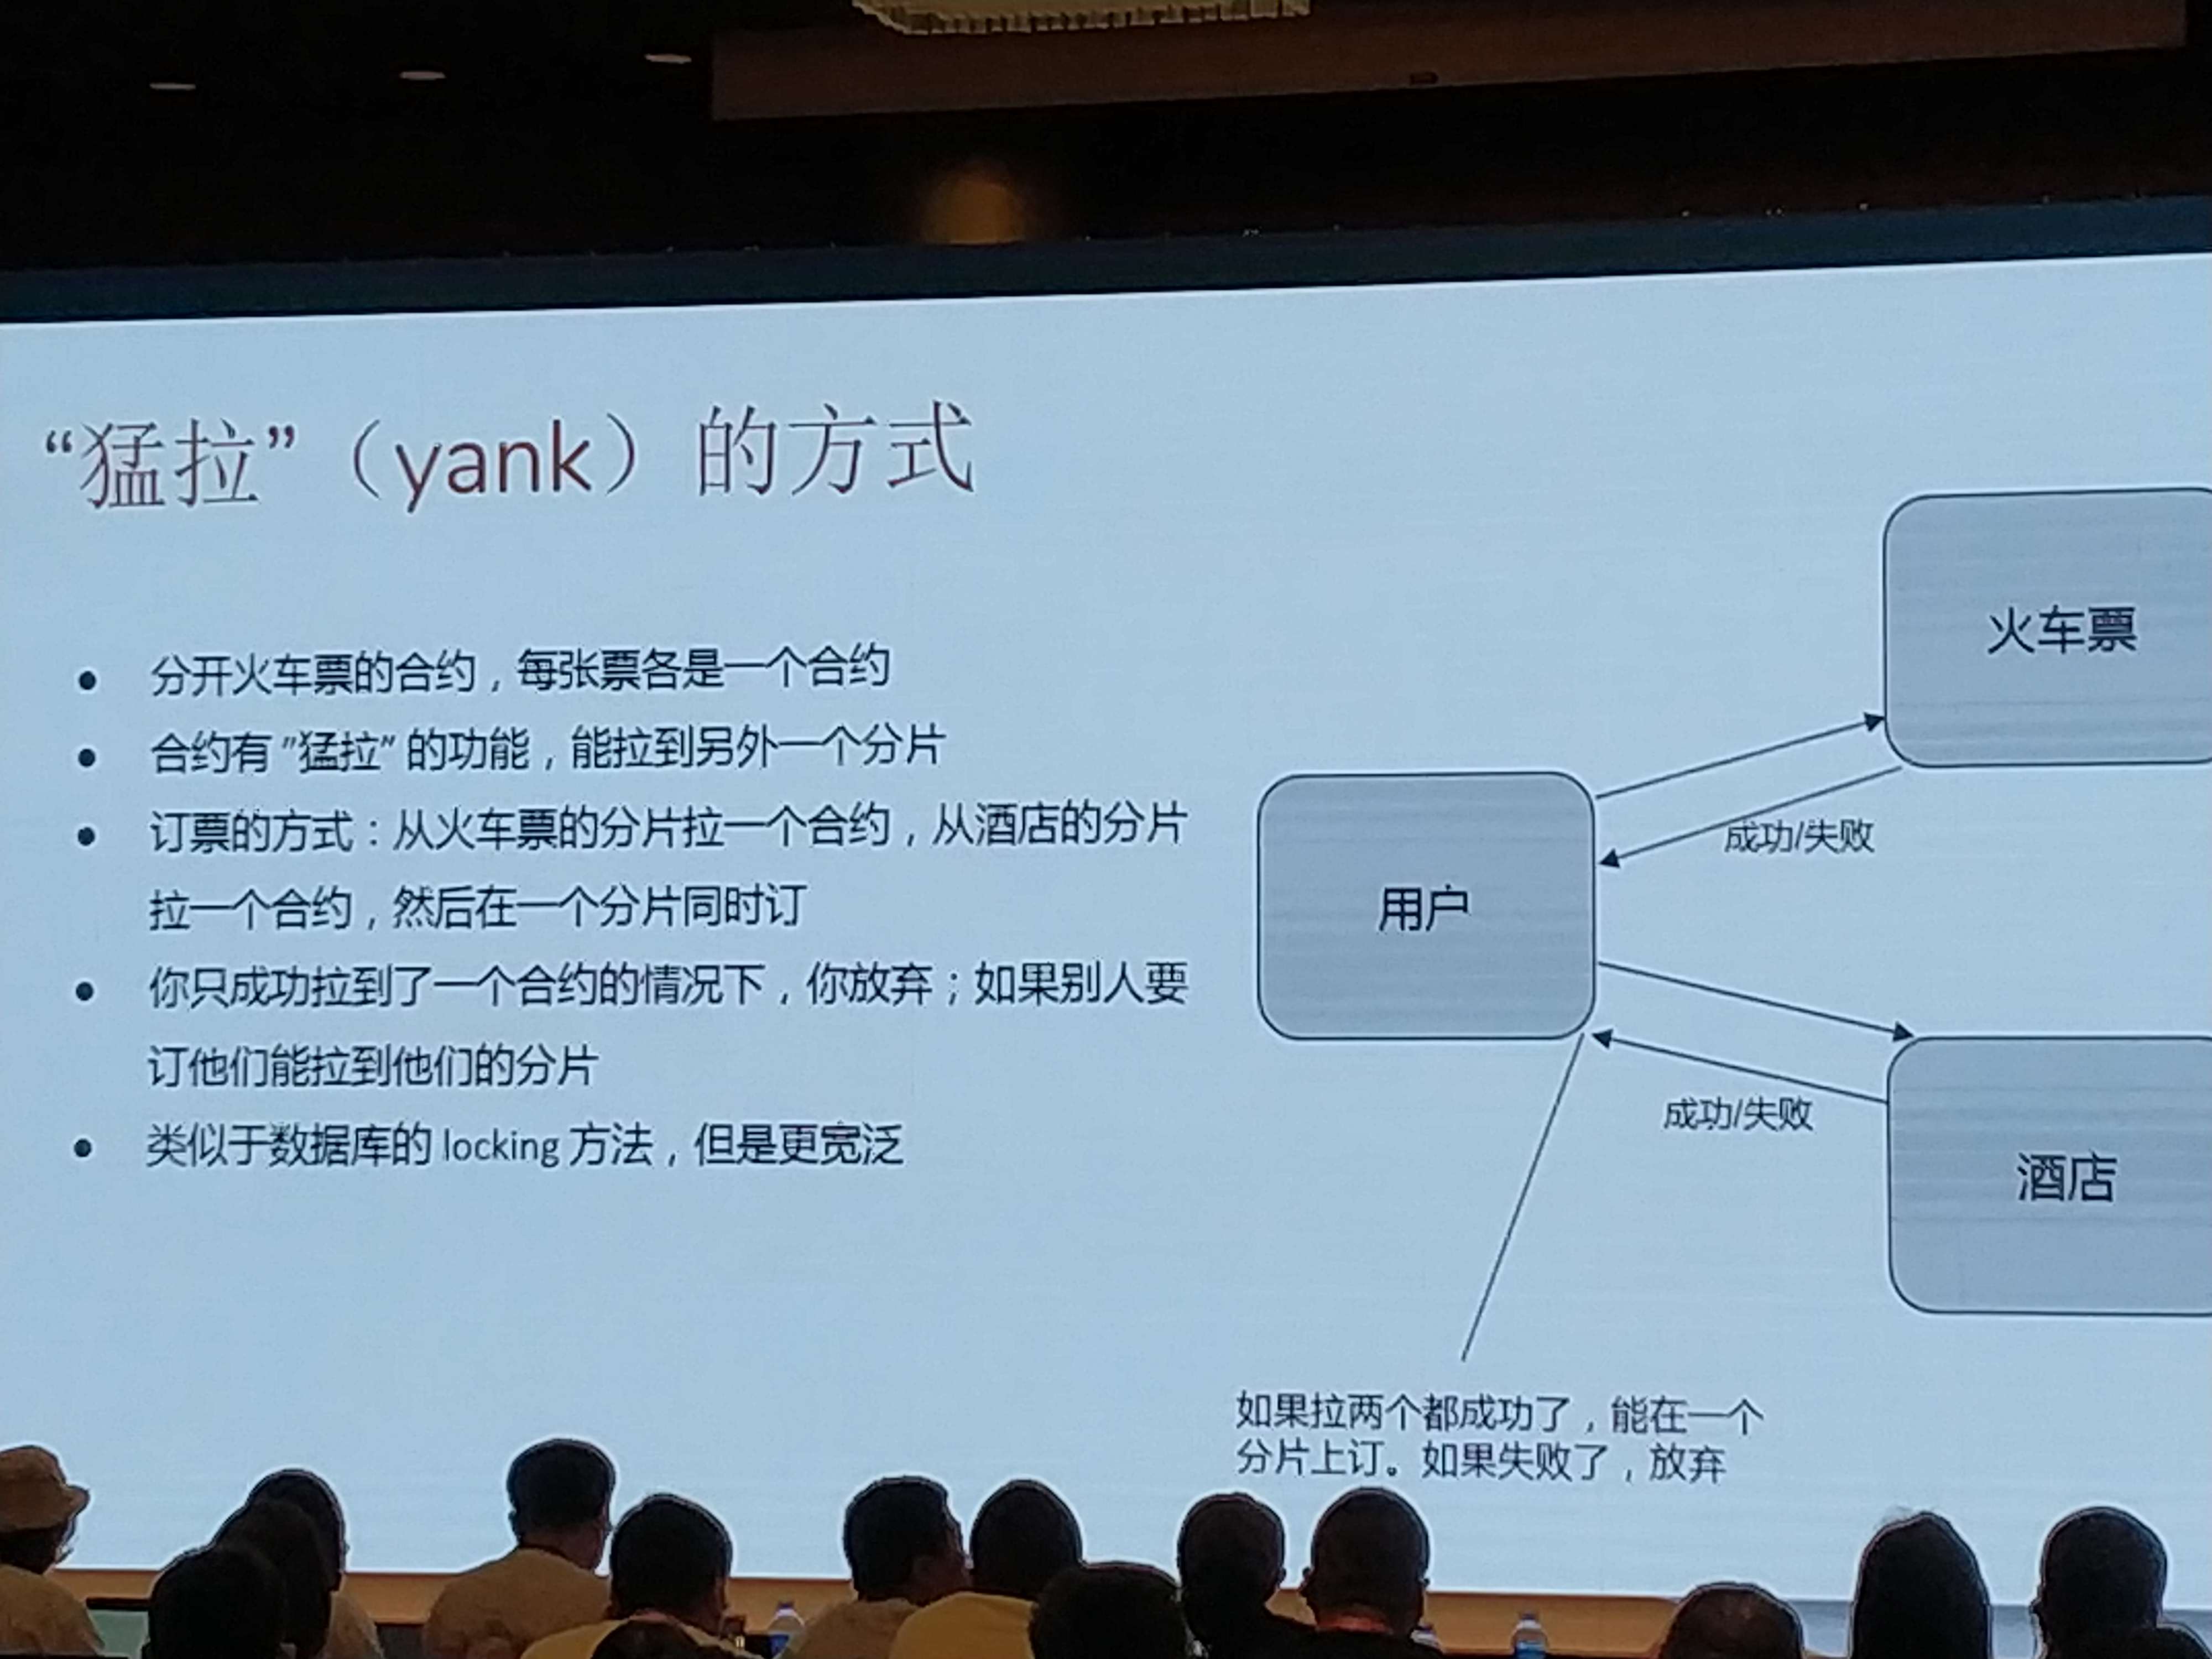 “猛拉”（yank）的方式
• 分开火车票的合约，每张票各是一个合约
• 合约有 ”猛拉” 的功能，能拉到另外一个分片
• 订票的方式：从火车票的分片拉一个合约，从酒店的分片
拉一个合约，然后在一个分片同时订
• 你只成功拉到了一个合约的情况下，你放弃；如果别人要
订他们能拉到他们的分片
• 类似于数据库的 locking 方法，但是更宽泛
火车票
成功/失败
用户
成功/失败
酒店
如果拉两个都成功了，能在一个
分片上订。如果失败了，放弃